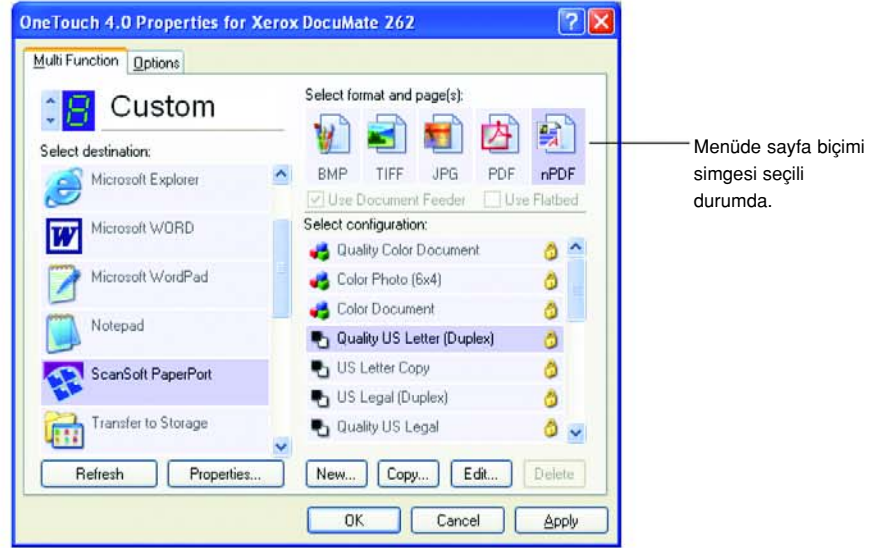 OneTouch 4.0 Properties for Xerox DocuMate 262
Multi Function
Options
8
Custom
Select destination:
Microsoft Explorer
Microsoft WORD
Microsoft WordPad
Notepad
ScanSoft PaperPort
Transfer to Storage
Refresh
Properties...
Select format and page(s):
BMP
TIFF
JPG
PDF
nPDF
Use Document Feeder
Use Flatbed
Select configuration:
Quality Color Document
Color Photo (6x4)
Color Document
Quality US Letter (Duplex)
US Letter Copy
US Legal (Duplex)
Quality US Legal
New...
Copy...
Edit...
Delete
OK
Cancel
Apply
Menüde sayfa biçimi
simgesi seçili
durumda.